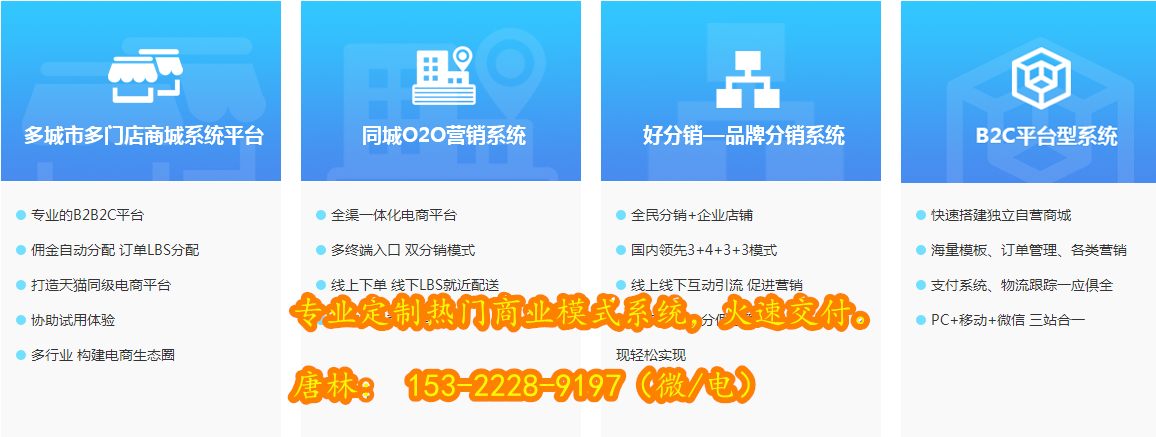 多城市多门店商城系统平台
专业的B2B2C平台
佣金自动分配 订单LBS分配
打造天猫同级电商平台
协助试用体验
多行业 构建电商生态圈
同城O2O营销系统
全渠一体化电商平台
多终端入口 双分销模式
线上下单 线下LBS就近配送
好分销—品牌分销系统
全民分销+企业店铺
国内领先3+4+3+3模式
线上线下互动引流 促进营销
现轻松实现
B2C平台型系统
快速搭建独立自营商城
海量模板、订单管理、各类营销
支付系统、物流跟踪一应俱全
PC+移动+微信 三站合一
专业定制热门商业模式系统，火速交付.
唐林： 153-2228-9197（微/电）